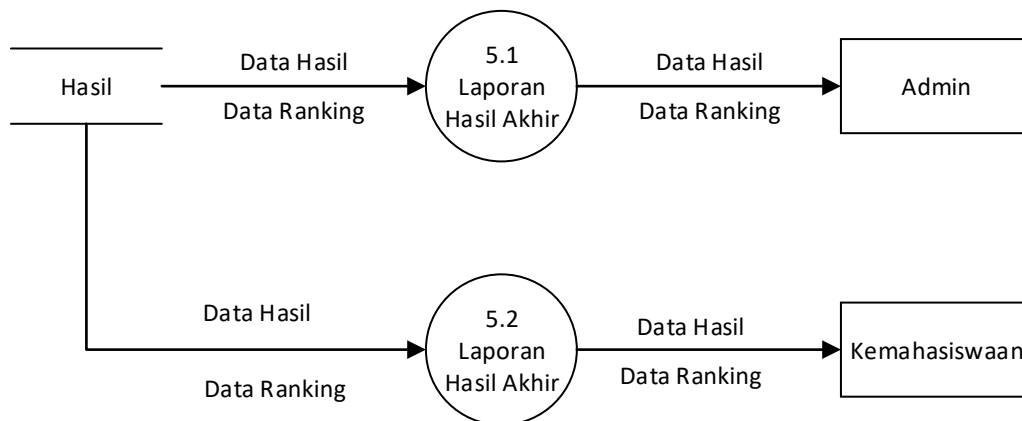 Hasil
Data Hasil
Data Ranking
5.1
Laporan
Hasil Akhir
Data Hasil
Data Ranking
Admin
Data Hasil
Data Ranking
5.2
Laporan
Hasil Akhir
Data Hasil
Data Ranking
Kemahasiswaan